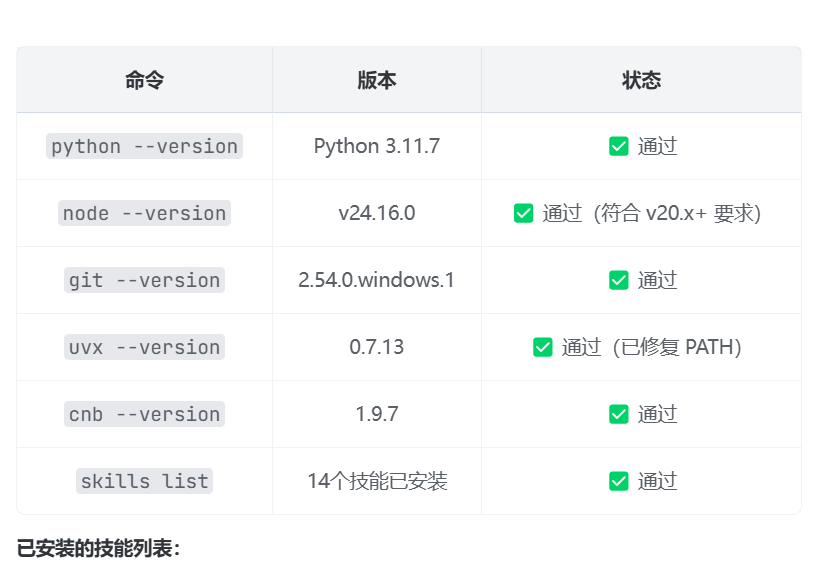 命令 版本 状态
python --version Python 3.11.7 ✅ 通过
node --version v24.16.0 ✅ 通过（符合 v20.x+ 要求）
git --version 2.54.0.windows.1 ✅ 通过
uvx --version 0.7.13 ✅ 通过（已修复 PATH）
cnb --version 1.9.7 ✅ 通过
skills list 14个技能已安装 ✅ 通过
已安装的技能列表：